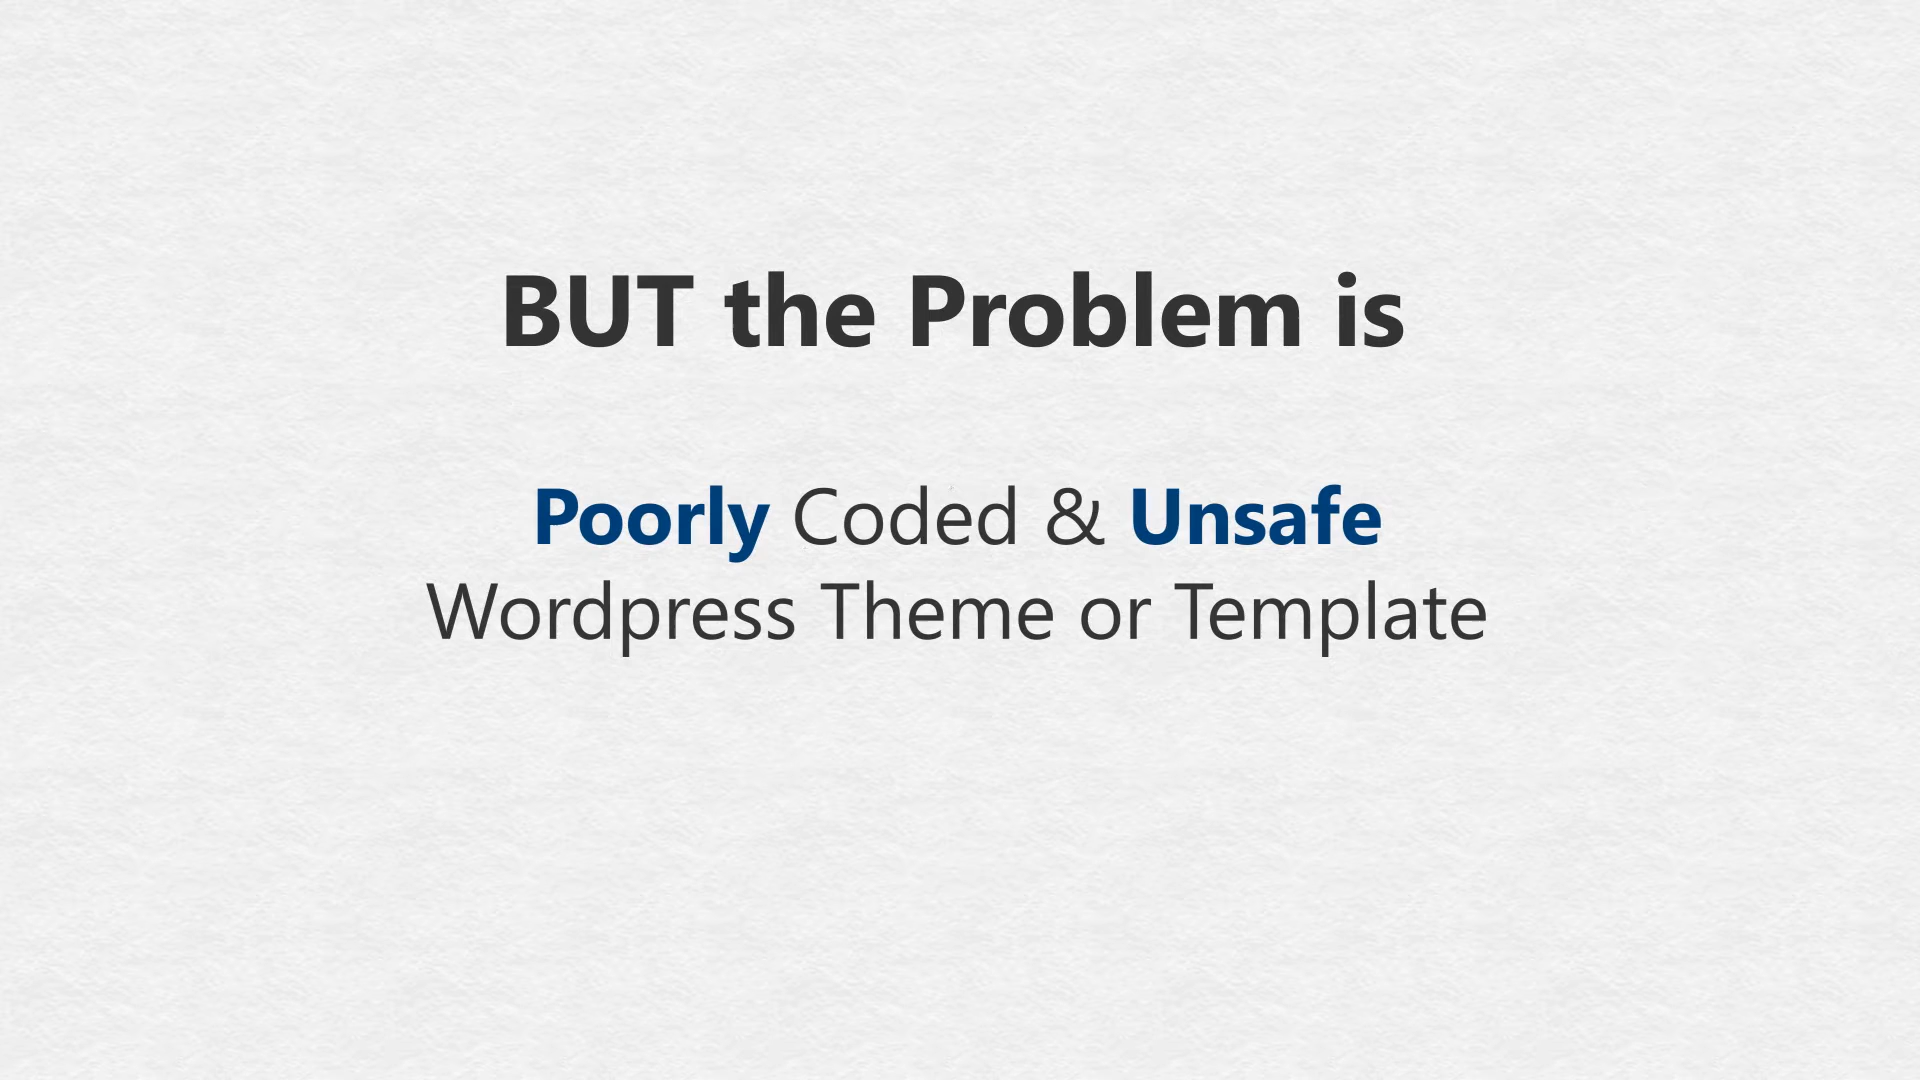 BUT the Problem is
Poorly Coded & Unsafe
Wordpress Theme or Template